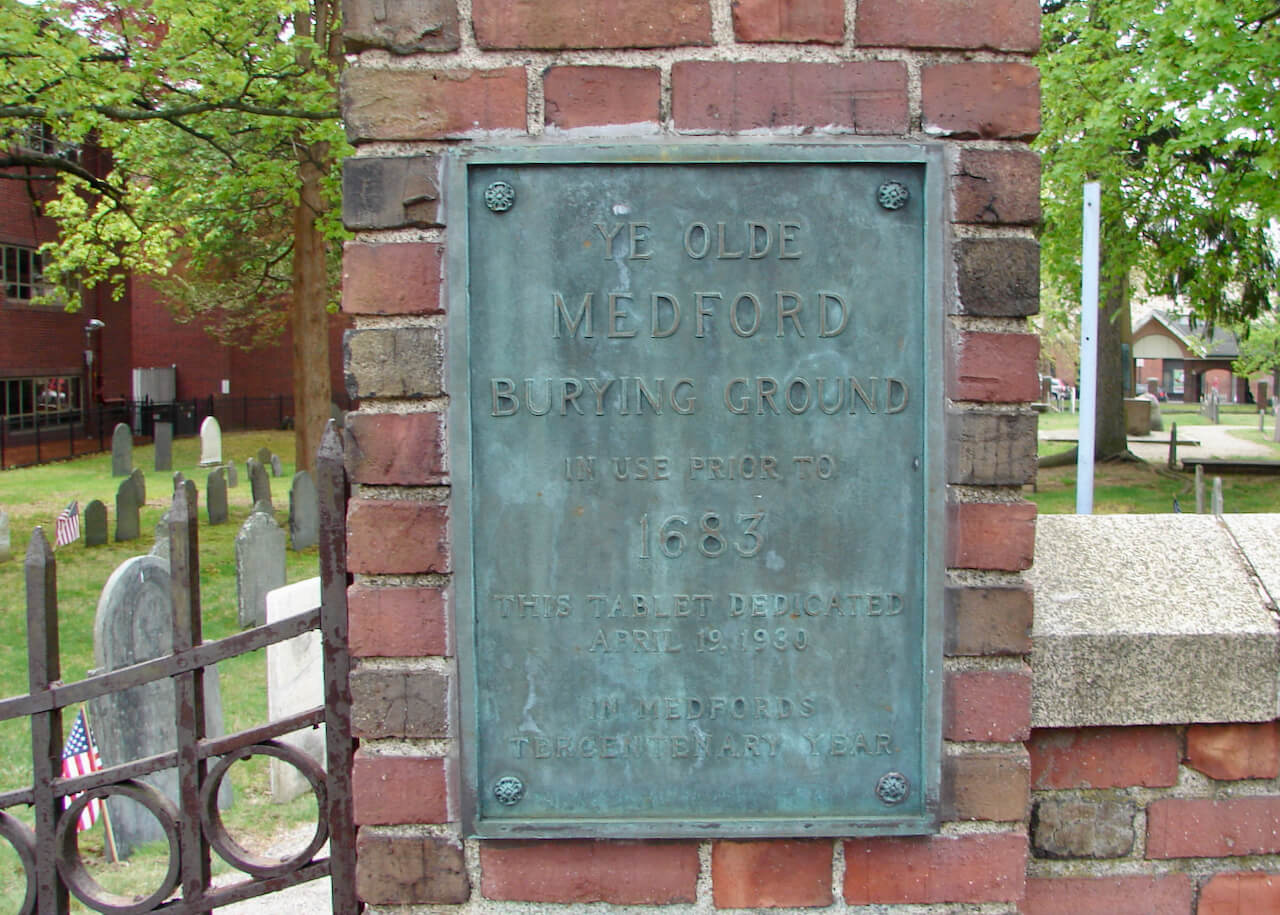 YE OLDE
MEDFORD
BURYING GROUND
IN USE PRIOR TO
1683
THIS TABLET DEDICATED
APRIL 19, 1930
IN MEDFORDS
TERCENTENARY YEAR